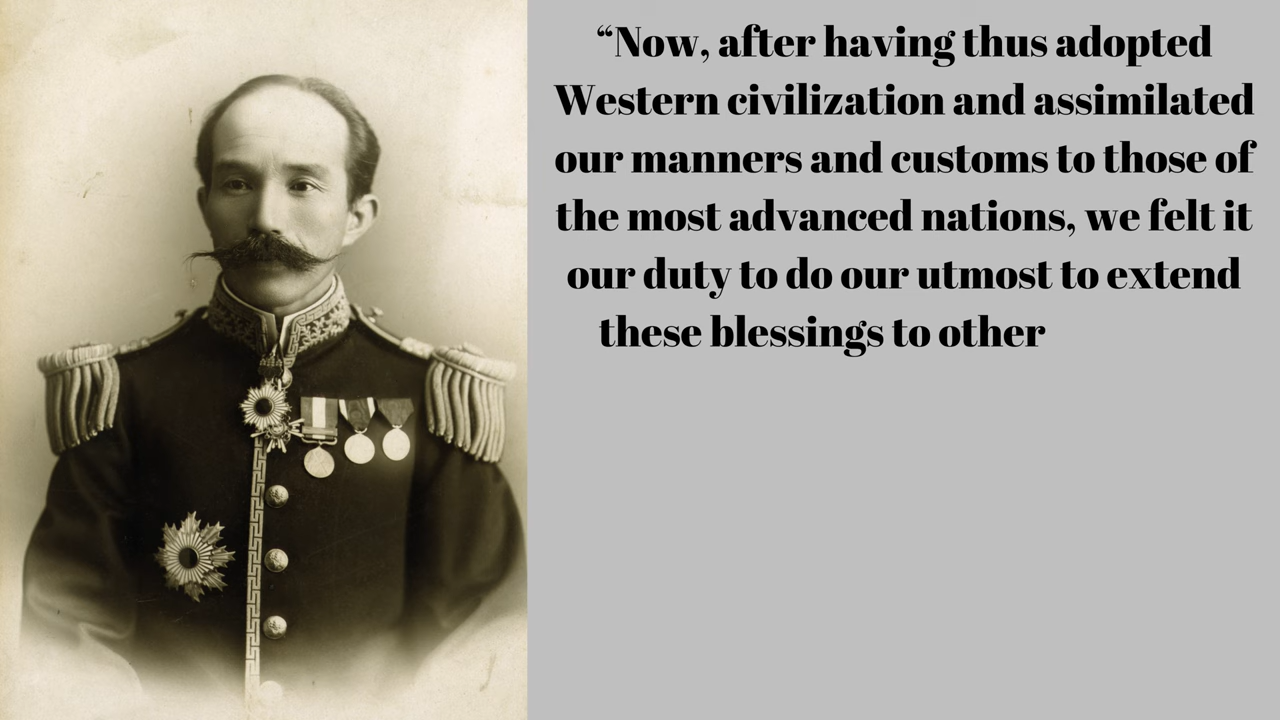 “Now, after having thus adopted
Western civilization and assimilated
our manners and customs to those of
the most advanced nations, we felt it
our duty to do our utmost to extend
these blessings to other